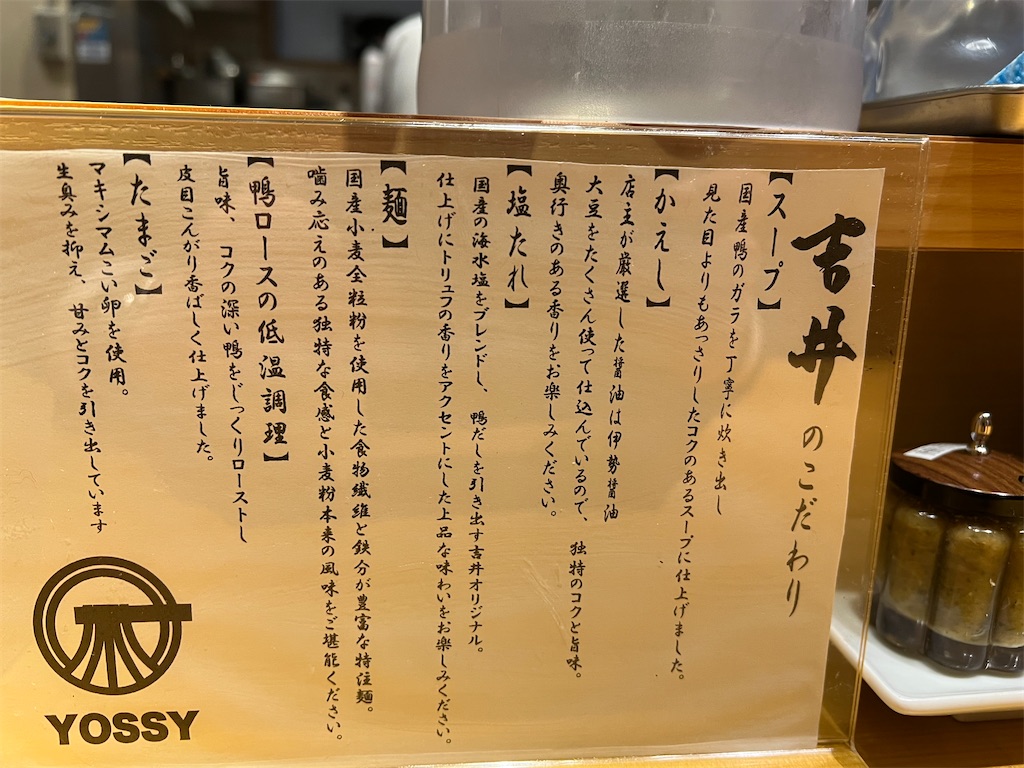 吉井のこだわり
【スープ】
国産鴨のガラを丁寧に炊き出し
見た目よりもあっさりしたコクのあるスープに仕上げました。
【かえし】
店主が厳選した醤油は伊勢醤油
大豆をたくさん使って仕込んでいるので、独特のコクと旨味。
奥行きのある香りをお楽しみください。
【塩たれ】
国産の海水塩をブレンドし、鴨だしを引き出す吉井オリジナル。
仕上げにトリュフの香りをアクセントにした上品な味わいをお楽しみください。
【麺】
国産小麦全粒粉を使用した食物繊維と鉄分が豊富な特注麺。
噛み応えのある独特な食感と小麦粉本来の風味をご堪能ください。
【鴨ロースの低温調理】
旨味、コクの深い鴨をじっくりローストし
皮目こんがり香ばしく仕上げました。
【たまご】
マキシマムこい卵を使用。
生臭みを抑え、甘みとコクを引き出しています
YOSSY